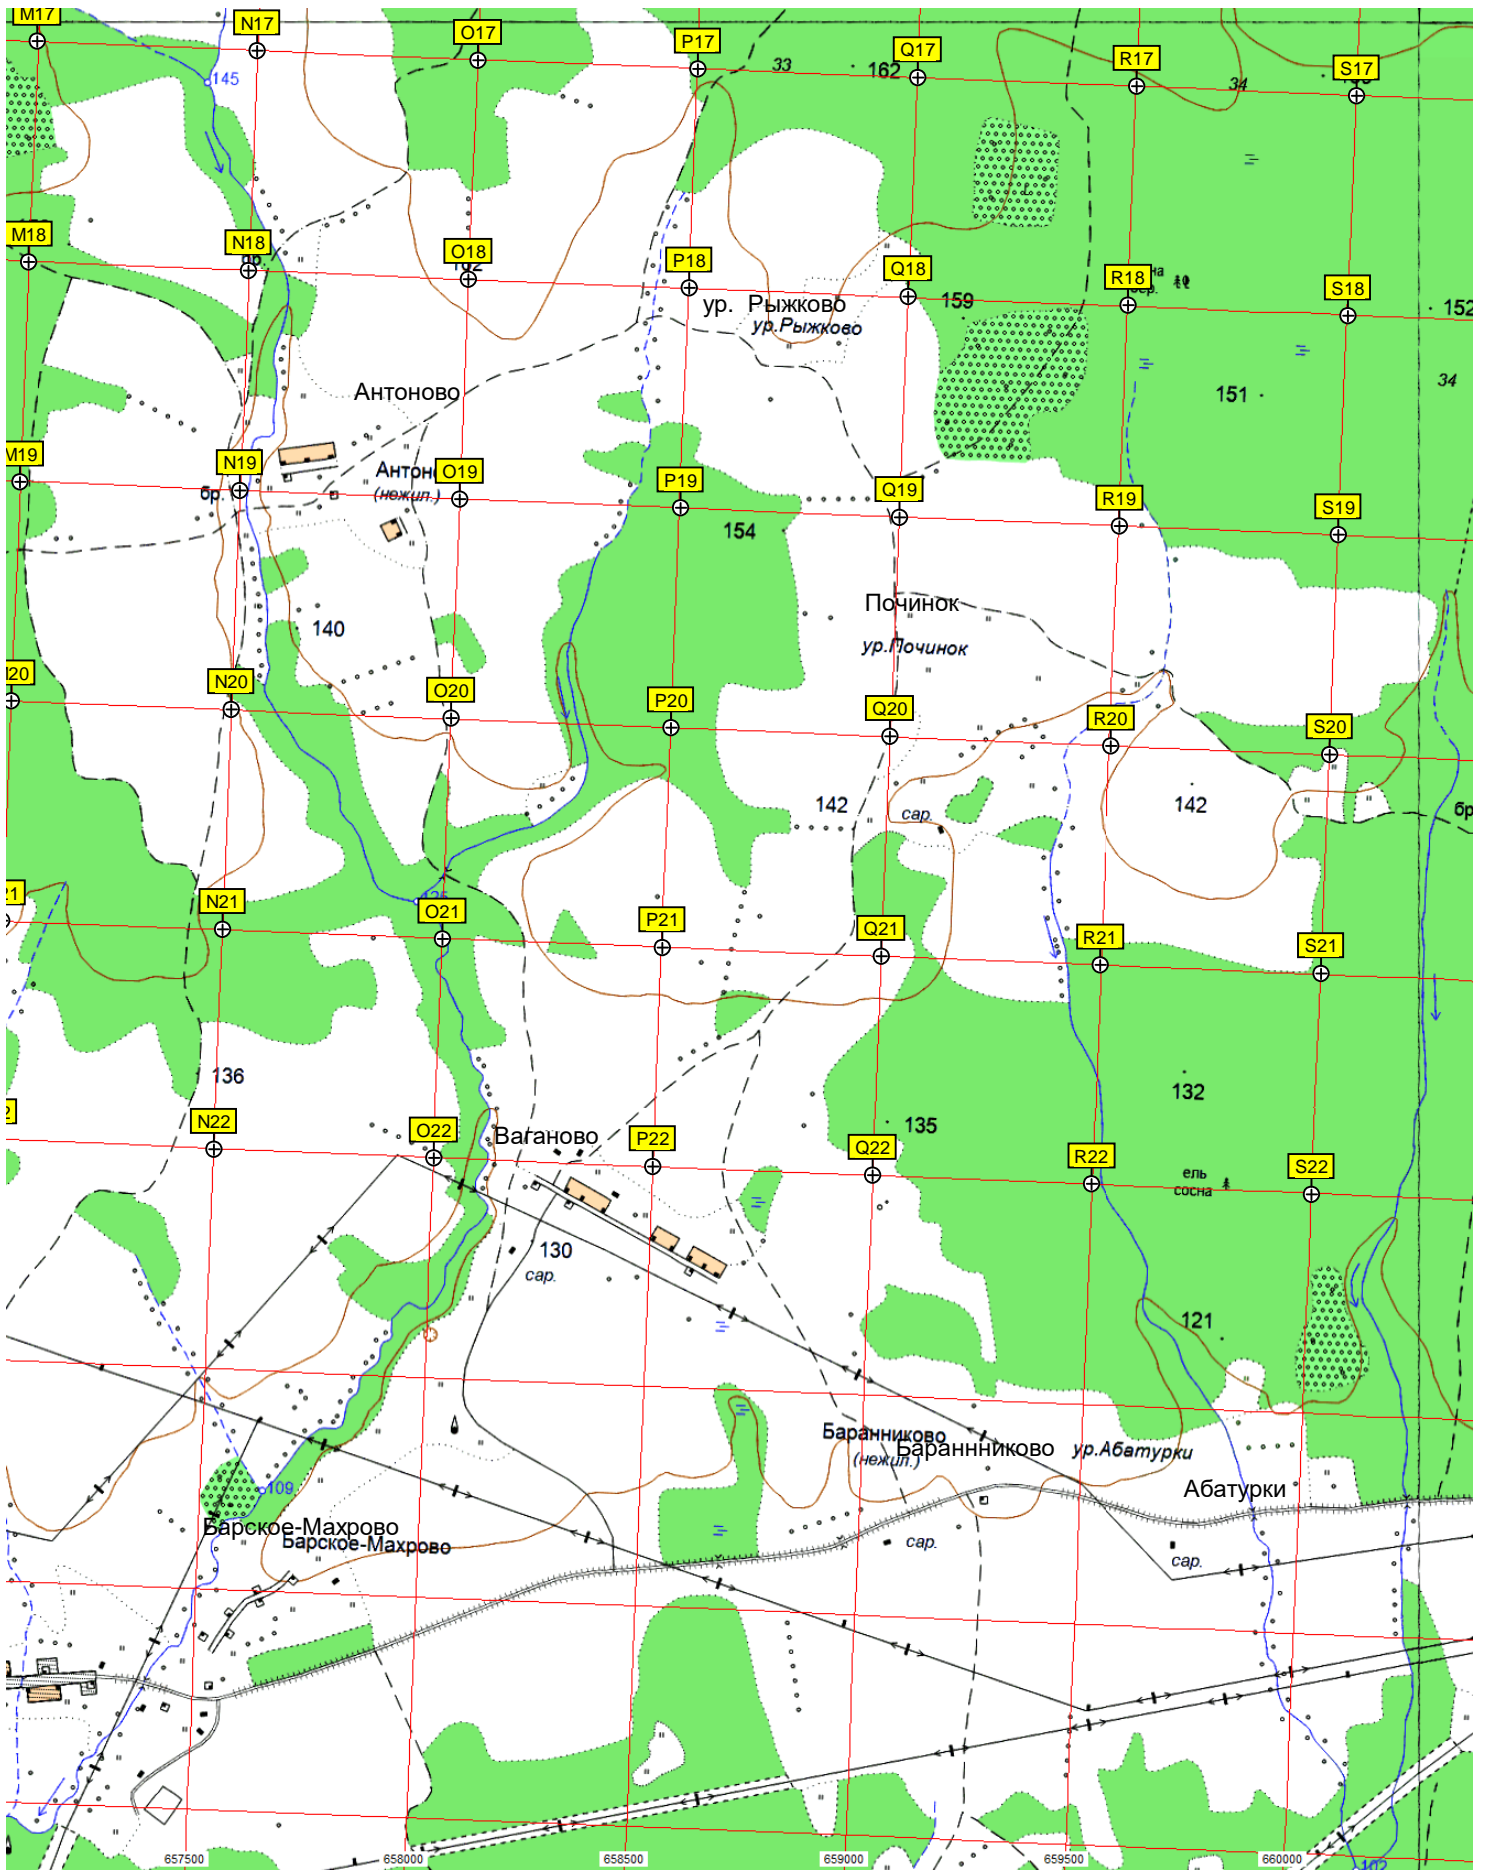 M17
N17
O17
P17
Q17
R17
S17
145
33
162
34
M18
N18
O18
P18
Q18
R18
S18
бр.
ур. Рыжково
ур.Рыжково
159
152
151
34
Антоново
M19
N19
O19
P19
Q19
R19
S19
(нежил.)
бр.
154
140
Починок
ур.Починок
N20
O20
P20
Q20
R20
S20
142
сар.
142
бр
N21
O21
P21
Q21
R21
S21
136
132
135
N22
O22
P22
Q22
R22
S22
Ваганово
ель
сосна
130
сар.
121
Баранниково
Бараннниково
(нежил.)
ур.Абатурки
Абатурки
109
Барское-Махрово
Барское-Махрово
сар.
сар.
657500
658000
658500
659000
659500
660000
102